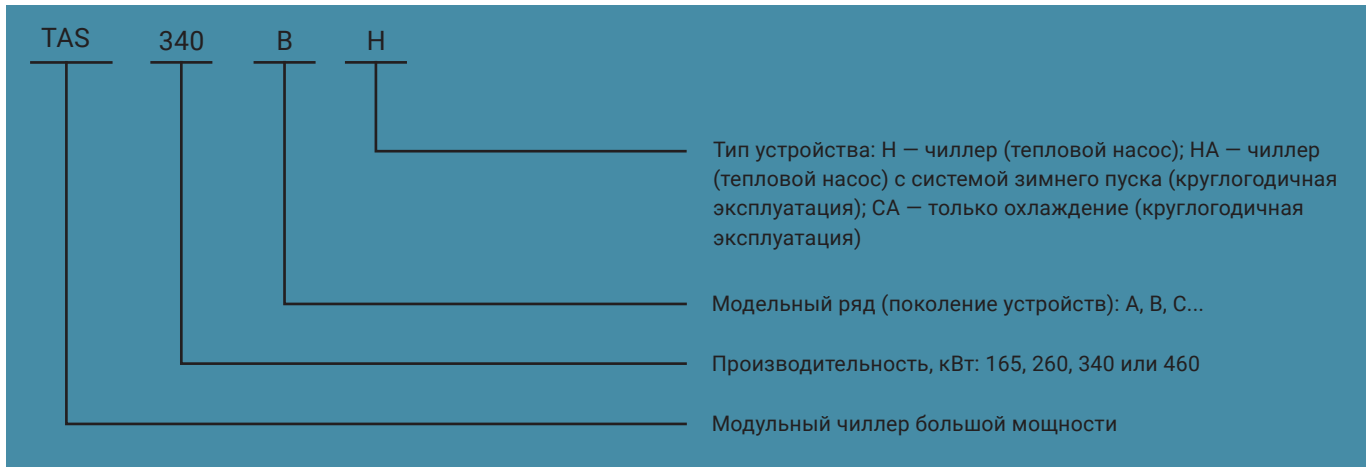 TAS 340 B H
Тип устройства: H — чиллер (тепловой насос); HA — чиллер
(тепловой насос) с системой зимнего пуска (круглогодичная
эксплуатация); CA — только охлаждение (круглогодичная
эксплуатация)
Модельный ряд (поколение устройств): A, B, C...
Производительность, кВт: 165, 260, 340 или 460
Модульный чиллер большой мощности